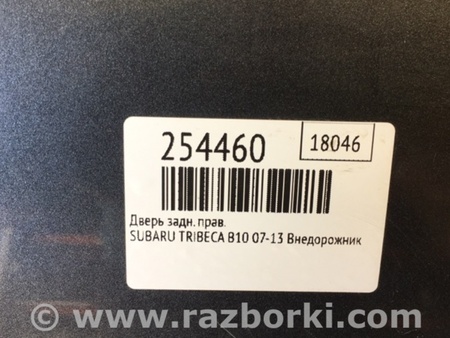 254460
18046
Дверь задн. прав.
SUBARU TRIBECA B10 07-13 Внедорожник
© www.razborki.com